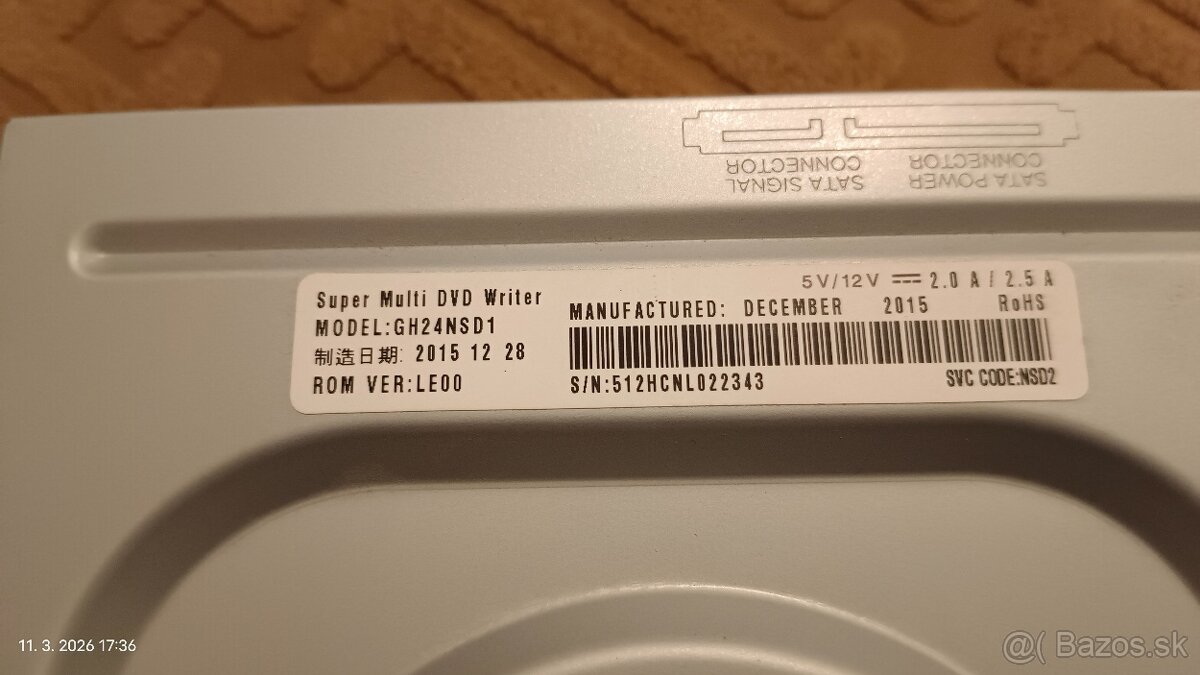 SATA SIGNAL CONNECTOR
SATA POWER CONNECTOR
Super Multi DVD Writer
MODEL:GH24NSD1
制造日期: 2015 12 28
ROM VER:LE00
5V/12V ⎓ 2.0 A / 2.5 A
MANUFACTURED: DECEMBER 2015 RoHS
S/N:512HCNL022343
SVC CODE:NSD2
11. 3. 2026 17:36
@( Bazos.sk